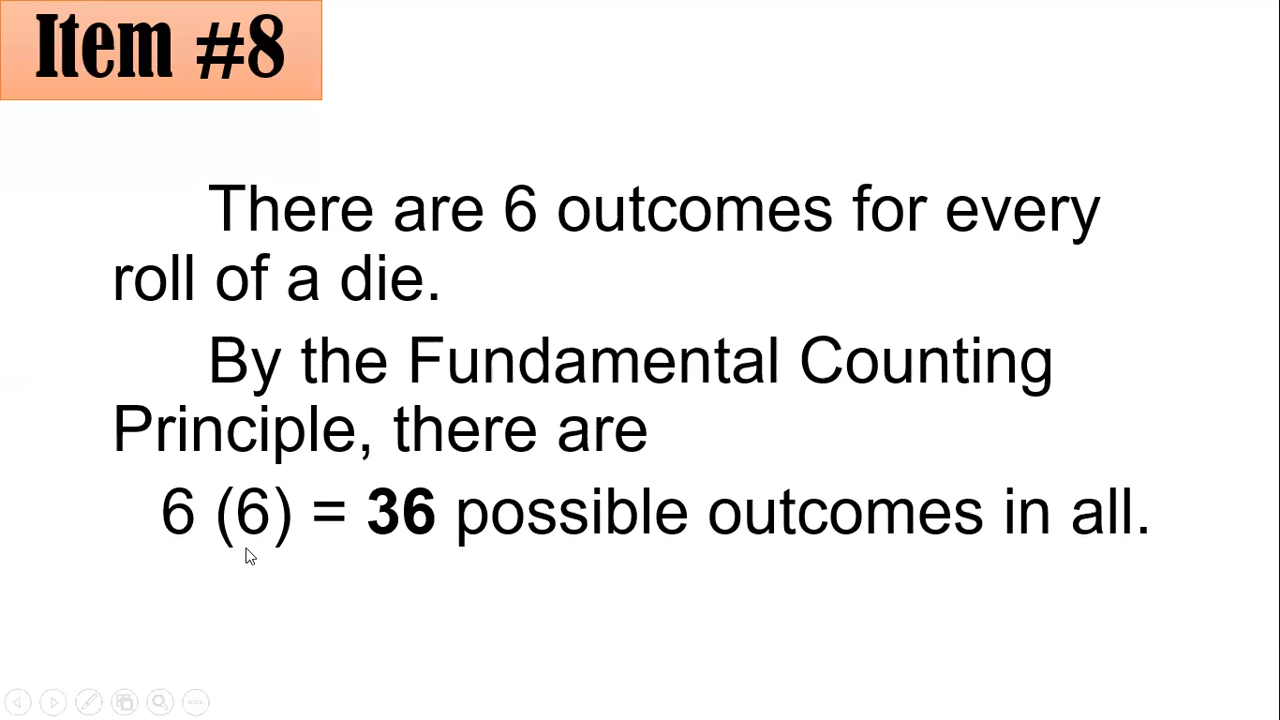 Item #8
There are 6 outcomes for every
roll of a die.
By the Fundamental Counting
Principle, there are
6 (6) = 36 possible outcomes in all.